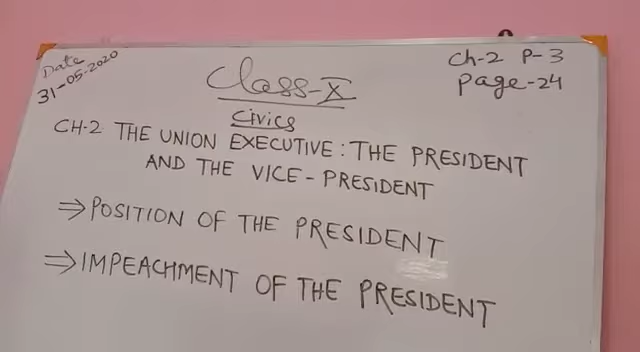 Date
31-05-2020
Ch-2 P-3
Page-24
Class-X
Civics
CH-2 THE UNION EXECUTIVE: THE PRESIDENT
AND THE VICE-PRESIDENT
⇒ POSITION OF THE PRESIDENT
⇒ IMPEACHMENT OF THE PRESIDENT